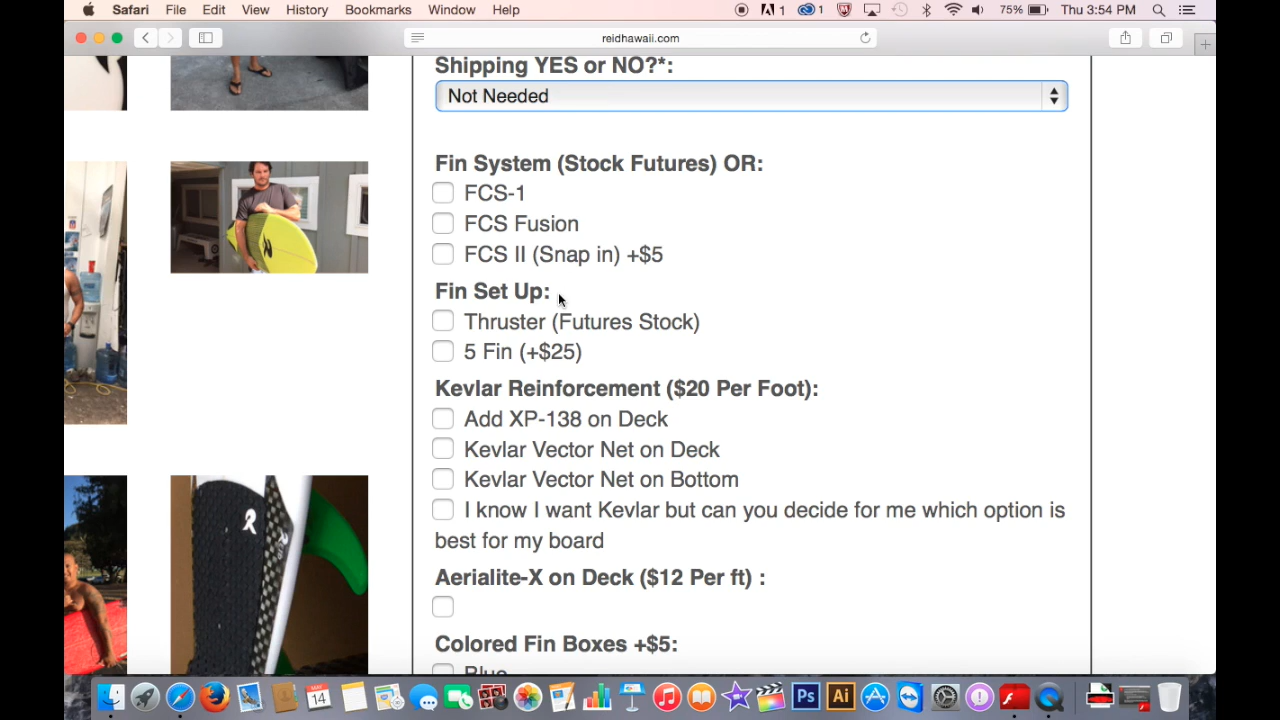 Safari File Edit View History Bookmarks Window Help 1 1 75% Thu 3:54 PM
reidhawaii.com
Shipping YES or NO?*:
Not Needed
Fin System (Stock Futures) OR:
FCS-1
FCS Fusion
FCS II (Snap in) +$5
Fin Set Up:
Thruster (Futures Stock)
5 Fin (+$25)
Kevlar Reinforcement ($20 Per Foot):
Add XP-138 on Deck
Kevlar Vector Net on Deck
Kevlar Vector Net on Bottom
I know I want Kevlar but can you decide for me which option is
best for my board
Aerialite-X on Deck ($12 Per ft) :
Colored Fin Boxes +$5:
Blue
MAY
14
Ps
Ai